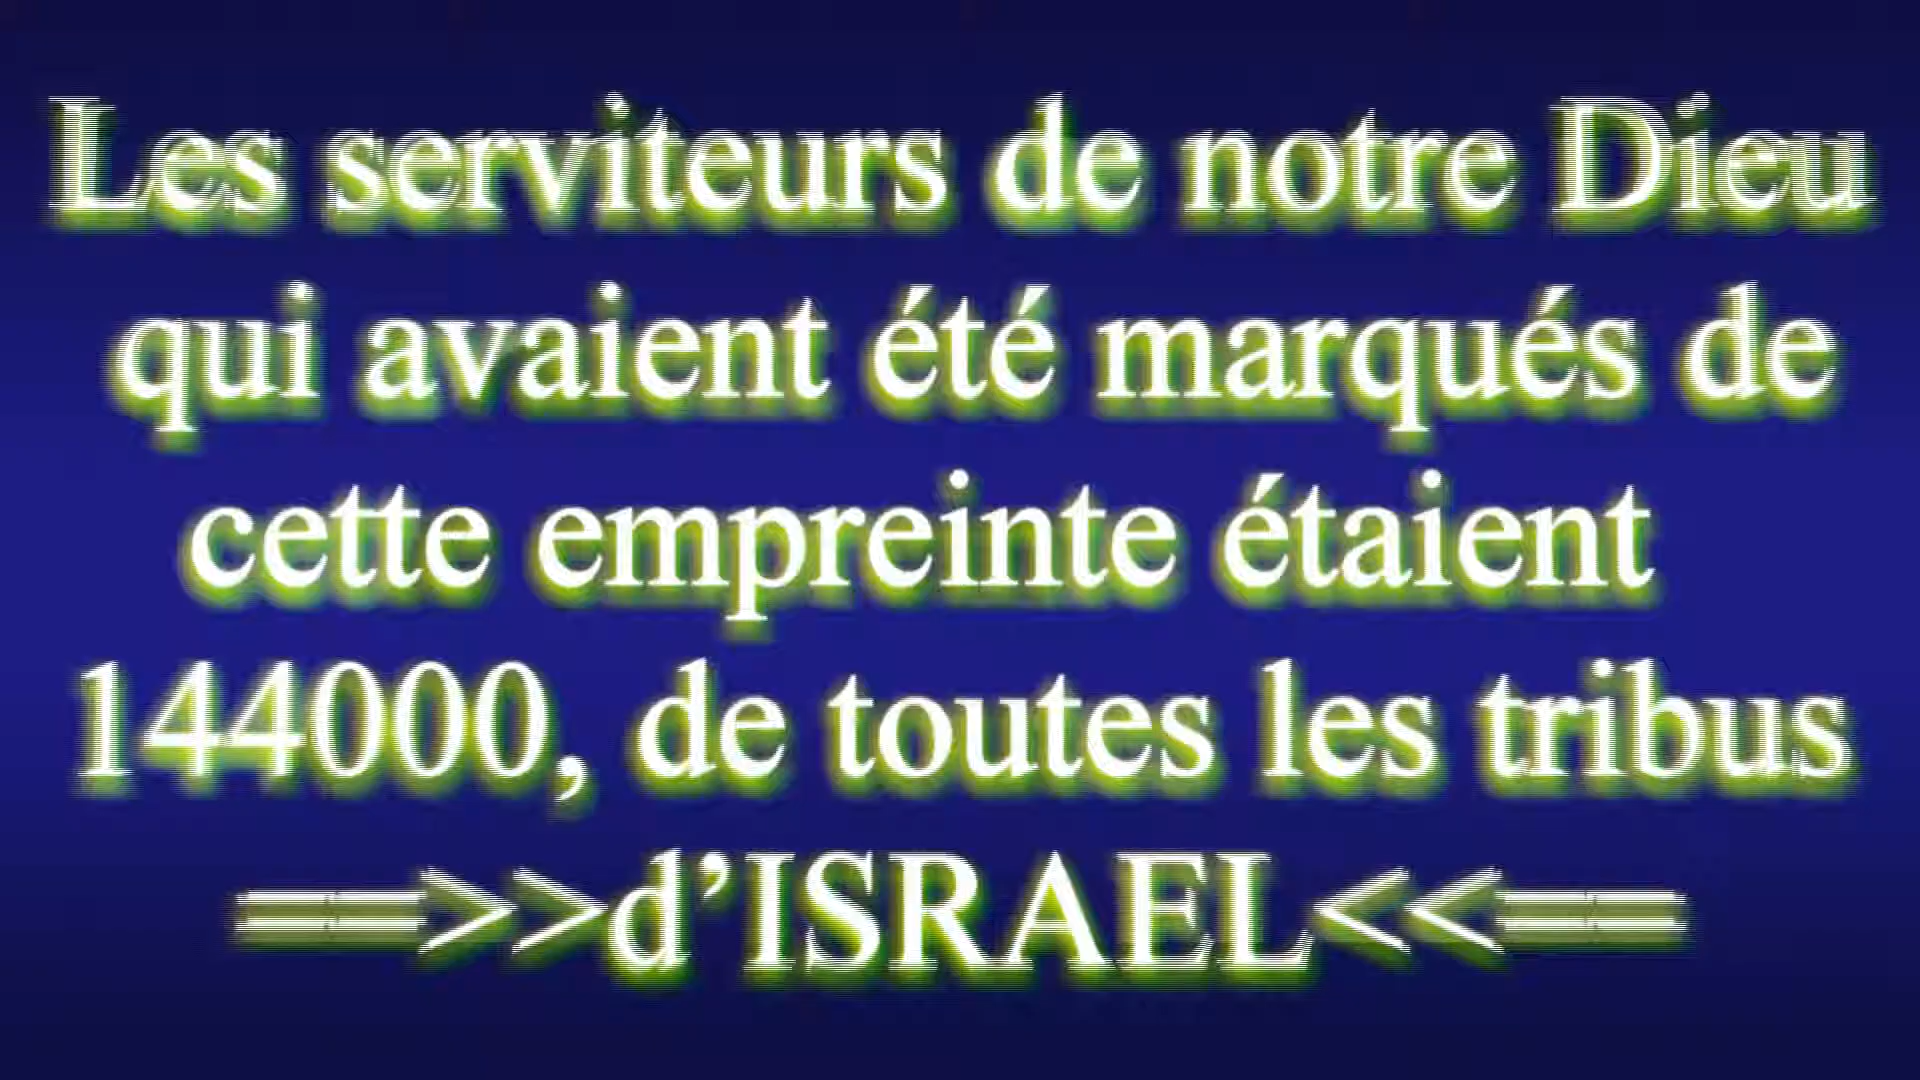 Les serviteurs de notre Dieu
qui avaient été marqués de
cette empreinte étaient
144000, de toutes les tribus
==>>d’ISRAEL<<==